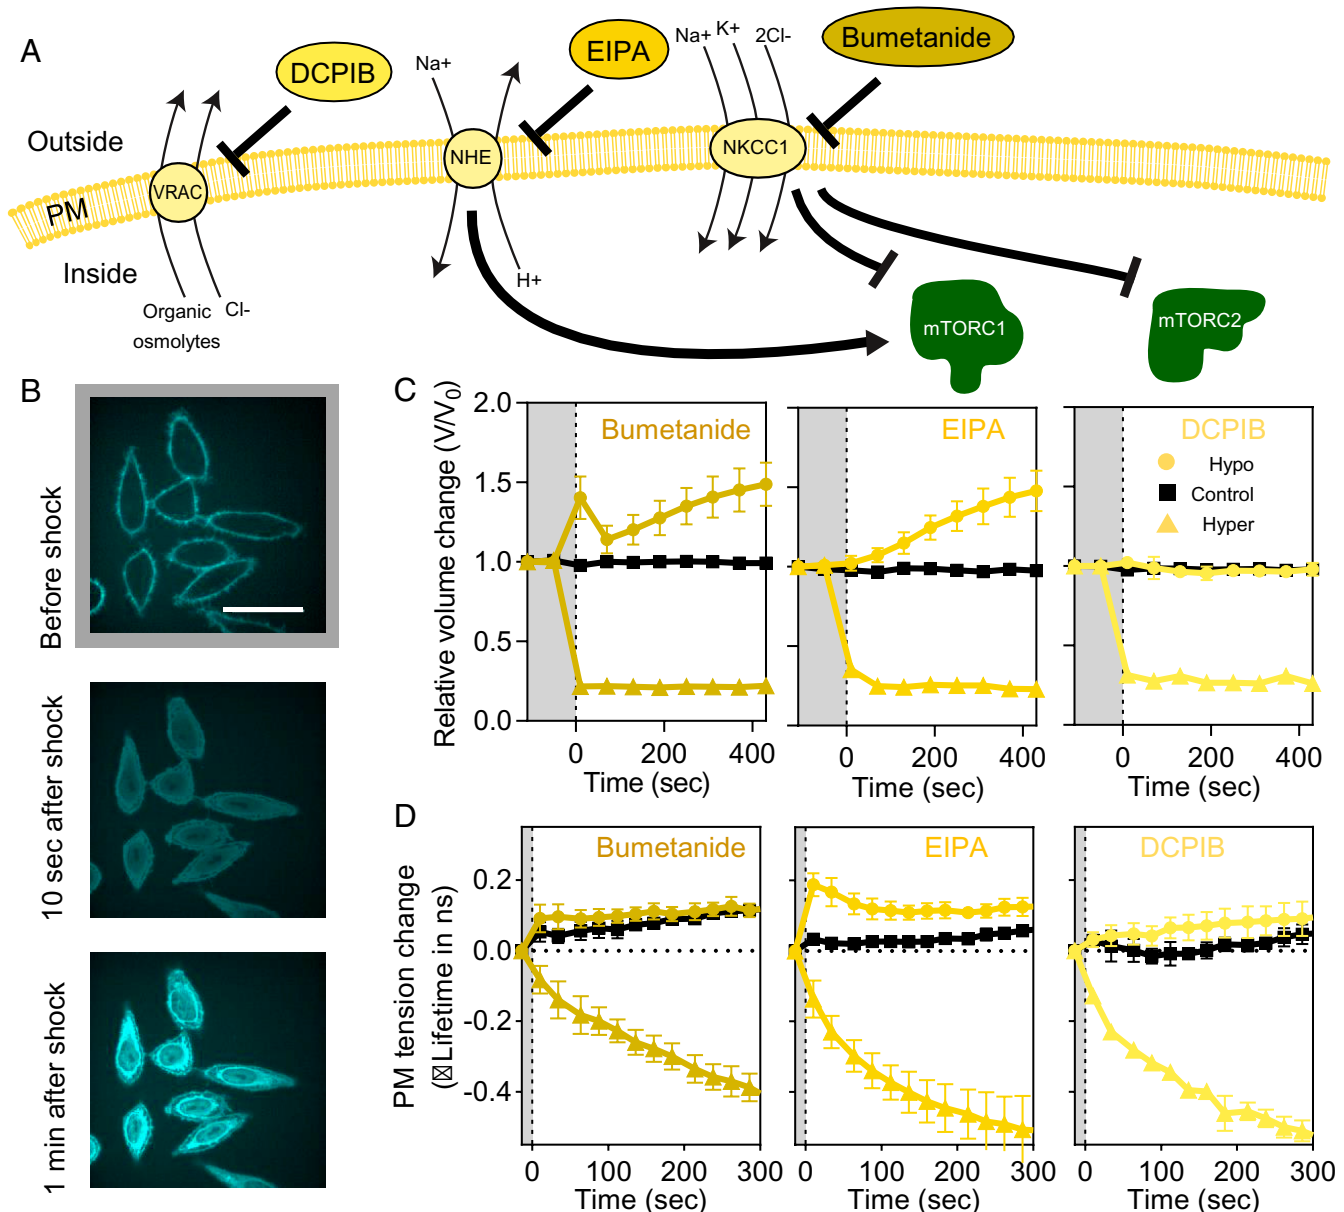 A
DCPIB
EIPA
Bumetanide
Na+
Na+
K+
2Cl-
Outside
VRAC
NHE
NKCC1
PM
Inside
H+
Organic
osmolytes
Cl-
mTORC1
mTORC2
B
Before shock
10 sec after shock
1 min after shock
C
Relative volume change (V/V0)
2.0
1.5
1.0
0.5
0.0
Bumetanide
0
200
400
Time (sec)
EIPA
0
200
400
Time (sec)
DCPIB
Hypo
Control
Hyper
0
200
400
Time (sec)
D
PM tension change
(☒Lifetime in ns)
0.2
0.0
-0.2
-0.4
Bumetanide
0
100
200
300
Time (sec)
EIPA
0
100
200
300
Time (sec)
DCPIB
0
100
200
300
Time (sec)